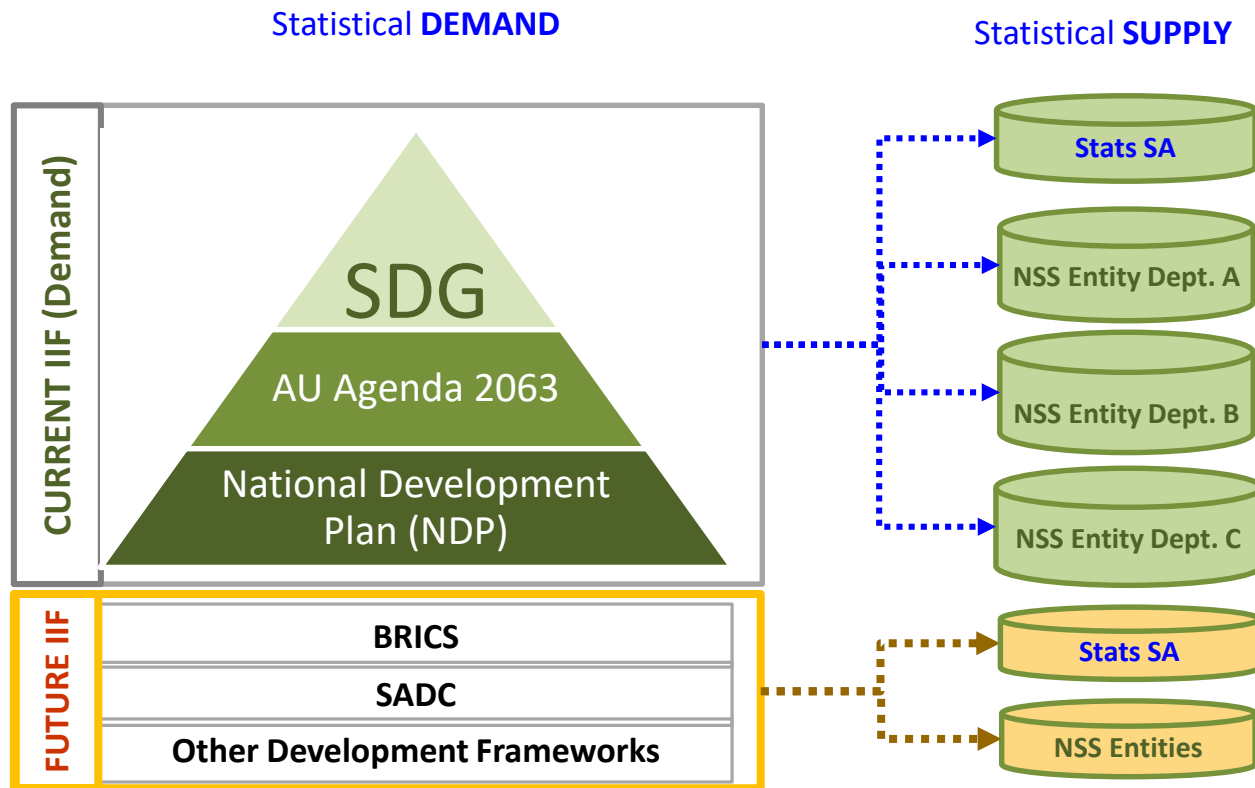 Statistical DEMAND
Statistical SUPPLY
CURRENT IIF (Demand)
SDG
AU Agenda 2063
National Development
Plan (NDP)
Stats SA
NSS Entity Dept. A
NSS Entity Dept. B
NSS Entity Dept. C
FUTURE IIF
BRICS
SADC
Other Development Frameworks
Stats SA
NSS Entities